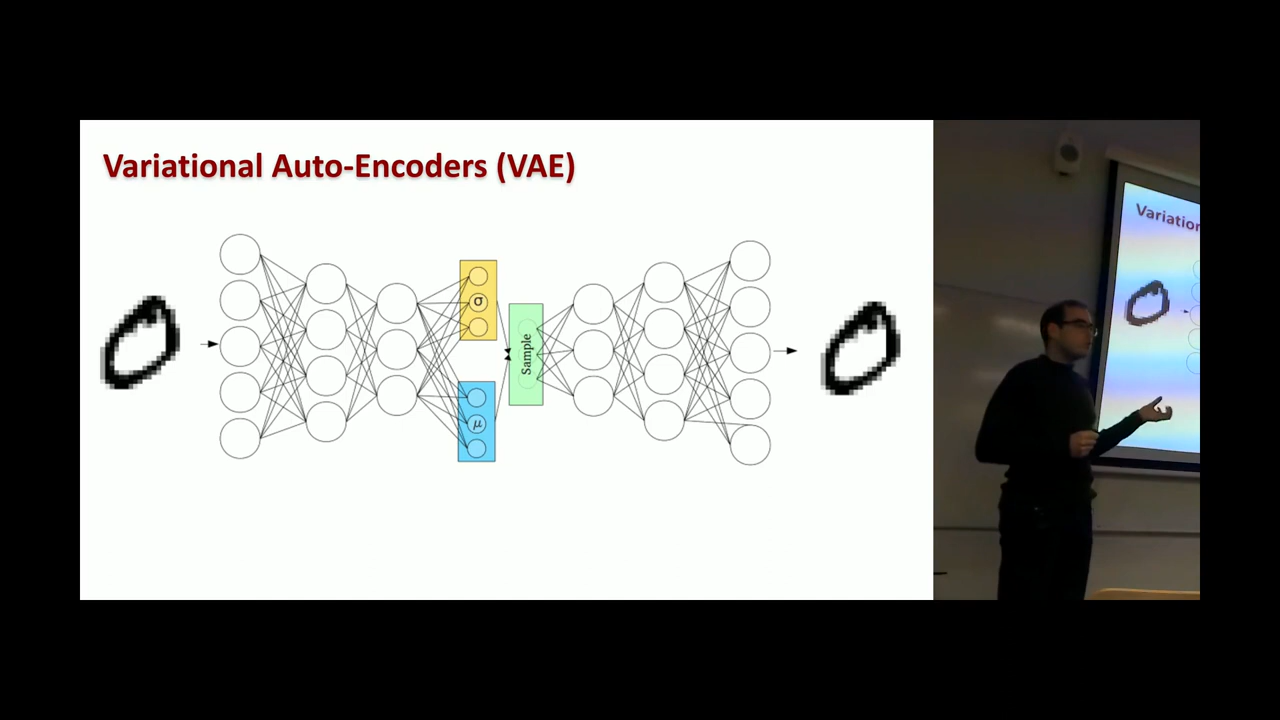 Variational Auto-Encoders (VAE)
σ
Sample
μ
Variation